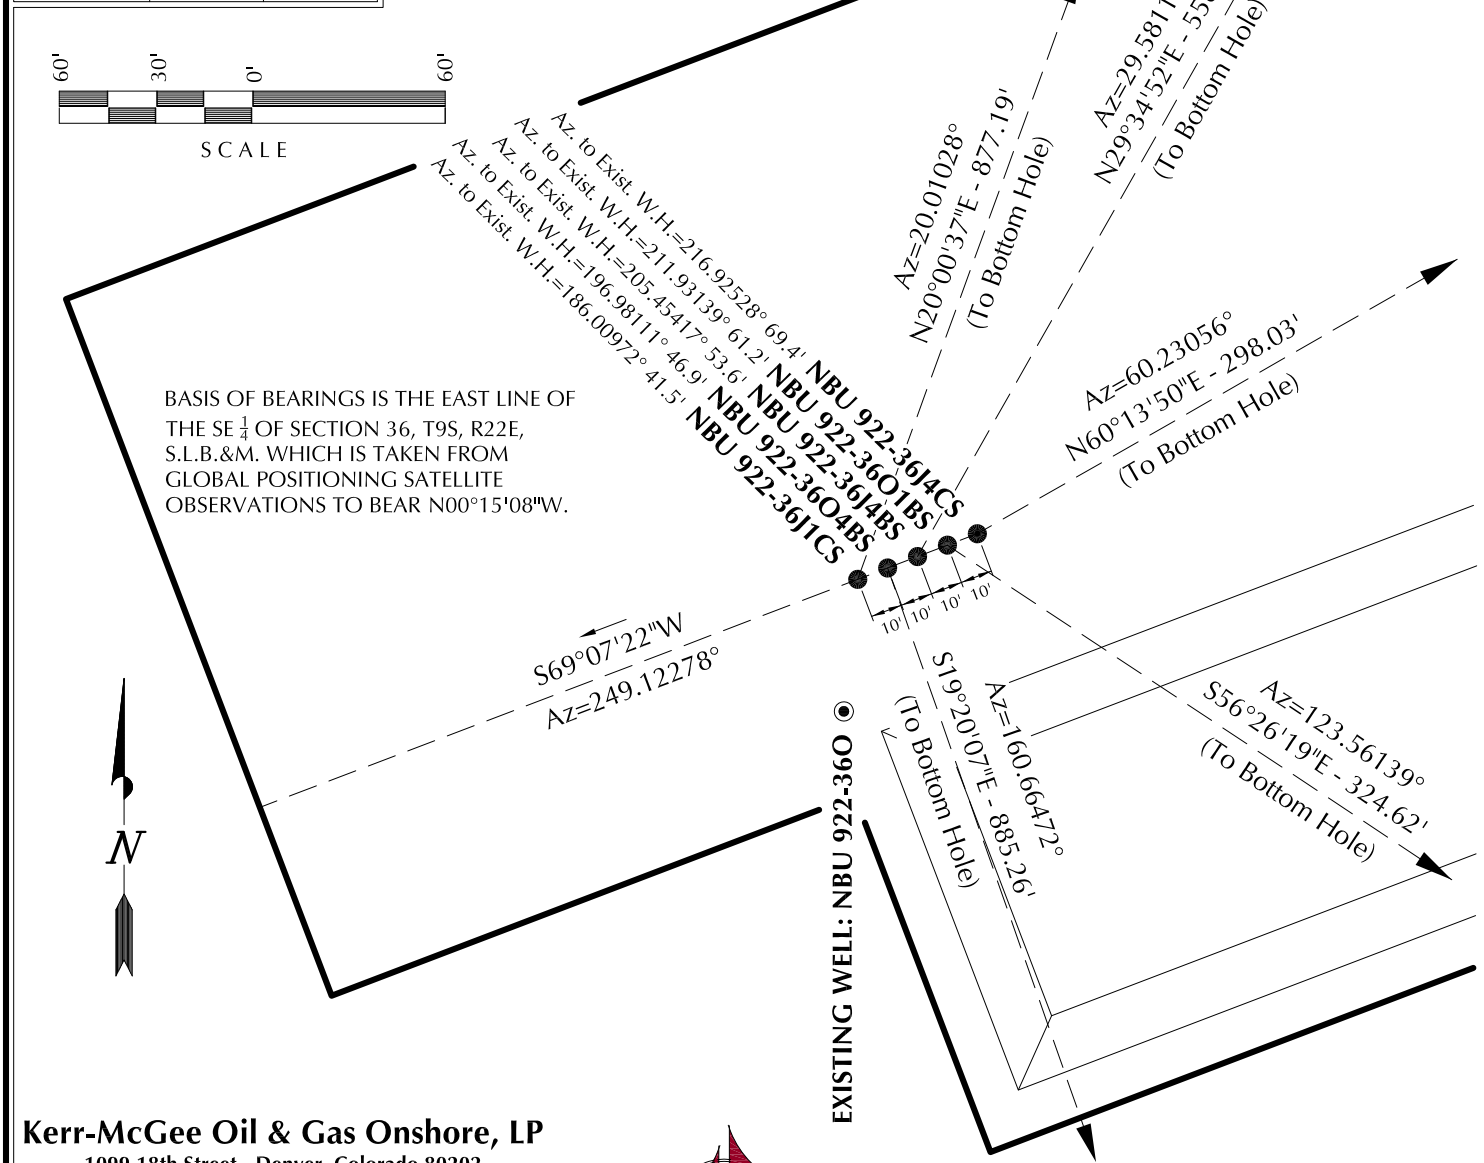 60'
30'
0'
60'
SCALE
Az. to Exist. W.H.=216.92528° 69.4' NBU 922-36J4CS
Az. to Exist. W.H.=211.93139° 61.2' NBU 922-36O1BS
Az. to Exist. W.H.=205.45417° 53.6' NBU 922-36J4BS
Az. to Exist. W.H.=196.98111° 46.9' NBU 922-36O4BS
Az. to Exist. W.H.=186.00972° 41.5' NBU 922-36J1CS
Az=20.01028°
N20°00'37"E - 877.19'
(To Bottom Hole)
N29°34'52"E
(To Bottom Hole)
Az=60.23056°
N60°13'50"E - 298.03'
(To Bottom Hole)
BASIS OF BEARINGS IS THE EAST LINE OF
THE SE 1/4 OF SECTION 36, T9S, R22E,
S.L.B.&M. WHICH IS TAKEN FROM
GLOBAL POSITIONING SATELLITE
OBSERVATIONS TO BEAR N00°15'08"W.
10'
10'
10'
10'
S69°07'22"W
Az=249.12278°
Az=160.66472°
S19°20'07"E - 885.26'
(To Bottom Hole)
Az=123.56139°
S56°26'19"E - 324.62'
(To Bottom Hole)
EXISTING WELL: NBU 922-36O
N
Kerr-McGee Oil & Gas Onshore, LP
1099 18th Street - Denver, Colorado 80202